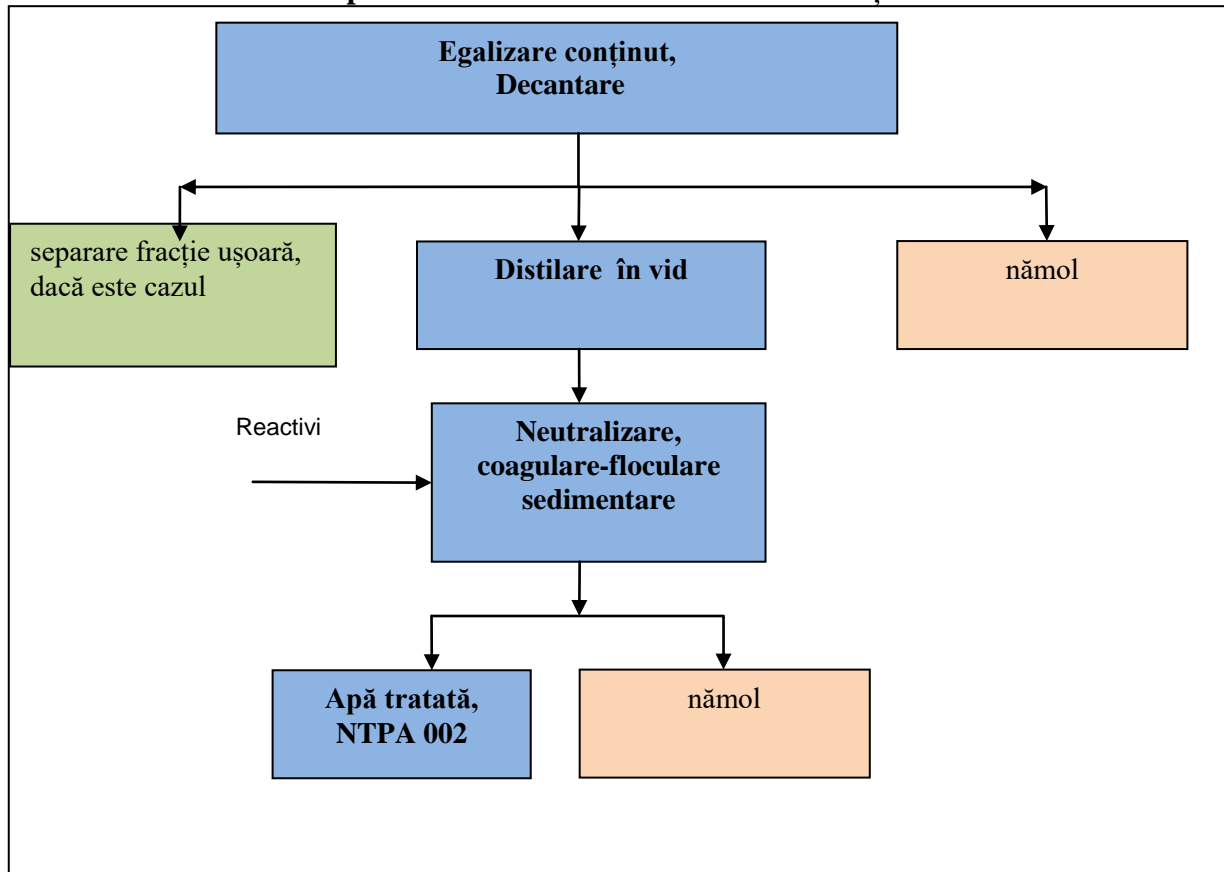 Egalizare conținut,
Decantare
separare fracție ușoară,
dacă este cazul
Distilare în vid
nămol
Reactivi
Neutralizare,
coagulare-floculare
sedimentare
Apă tratată,
NTPA 002
nămol